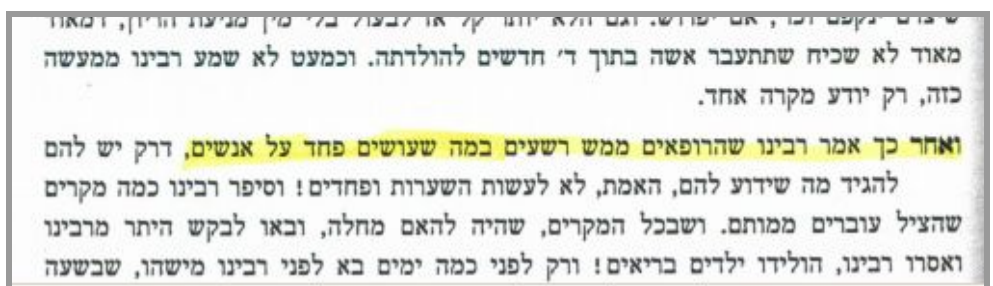 מאוד לא שכיח שתתעבר אשה בתוך ד׳ חדשים להולדתה. וכמעט לא שמע רבינו ממעשה
כזה, רק יודע מקרה אחד.
ואחר כך אמר רבינו שהרופאים ממש רשעים במה שעושים פחד על אנשים, דרק יש להם
להגיד מה שידוע להם, האמת, לא לעשות השערות ופחדים! וסיפר רבינו כמה מקרים
שהציל עוברים ממותם. ושבכל המקרים, שהיה להאם מחלה, ובאו לבקש היתר מרבינו
ואסרו רבינו, הולידו ילדים בריאים! ורק לפני כמה ימים בא לפני רבינו מישהו, שבשעה